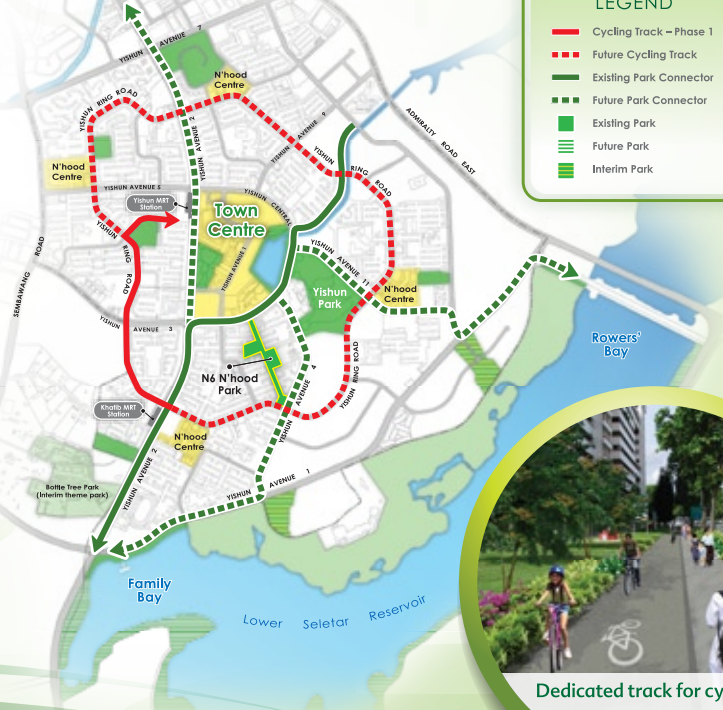 LEGEND
Cycling Track – Phase 1
Future Cycling Track
Existing Park Connector
Future Park Connector
Existing Park
Future Park
Interim Park
YISHUN AVENUE 7
N'hood
Centre
YISHUN RING ROAD
YISHUN AVENUE 2
YISHUN AVENUE 9
ADMIRALTY ROAD EAST
YISHUN RING ROAD
N'hood
Centre
YISHUN AVENUE 5
Yishun MRT
Station
YISHUN CENTRAL
Town
Centre
YISHUN RING ROAD
YISHUN AVENUE 11
YISHUN AVENUE 1
SEMBAWANG ROAD
Yishun
Park
N'hood
Centre
YISHUN AVENUE 3
Rowers'
Bay
N6 N'hood
Park
YISHUN RING ROAD
YISHUN AVENUE 4
Khatib MRT
Station
N'hood
Centre
YISHUN AVENUE 2
YISHUN AVENUE 1
Bottle Tree Park
(Interim theme park)
Family
Bay
Lower Seletar Reservoir
Dedicated track for cy